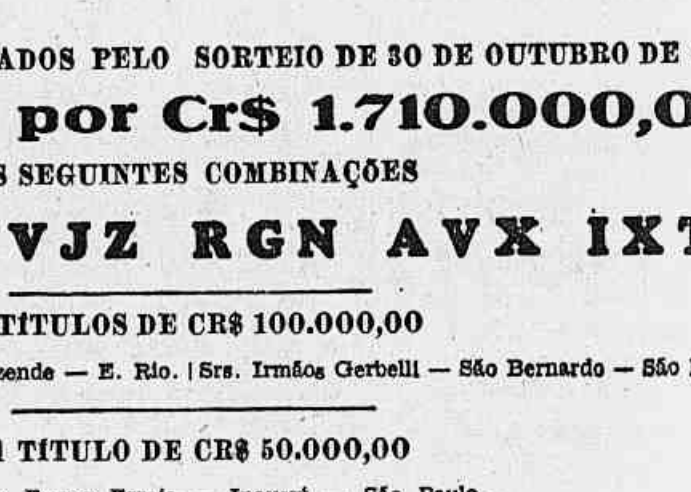 ADOS PELO SORTEIO DE 30 DE OUTUBRO DE
por Cr$ 1.710.000,0
S SEGUINTES COMBINAÇÕES
VJZ RGN AVX IXT
TÍTULOS DE CR$ 100.000,00
zende — E. Rio. | Srs. Irmãos Gerbelli — São Bernardo — São
1 TÍTULO DE CR$ 50.000,00
São Paulo